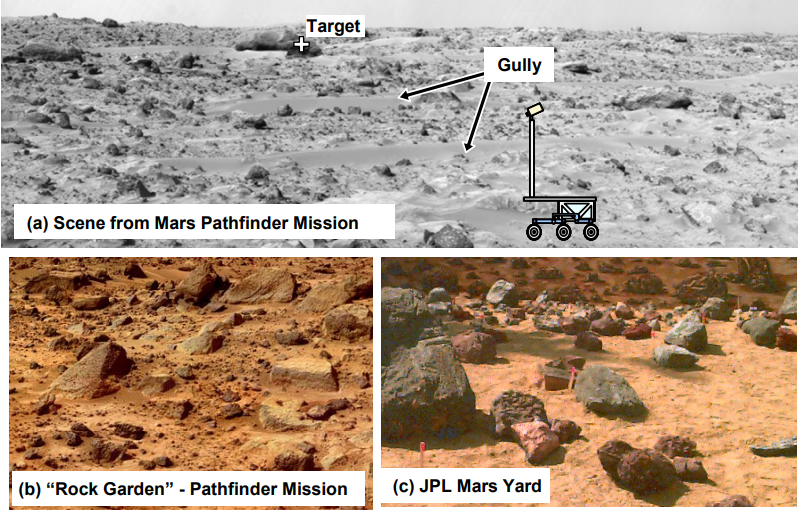 Target
Gully
(a) Scene from Mars Pathfinder Mission
(b) “Rock Garden” - Pathfinder Mission
(c) JPL Mars Yard